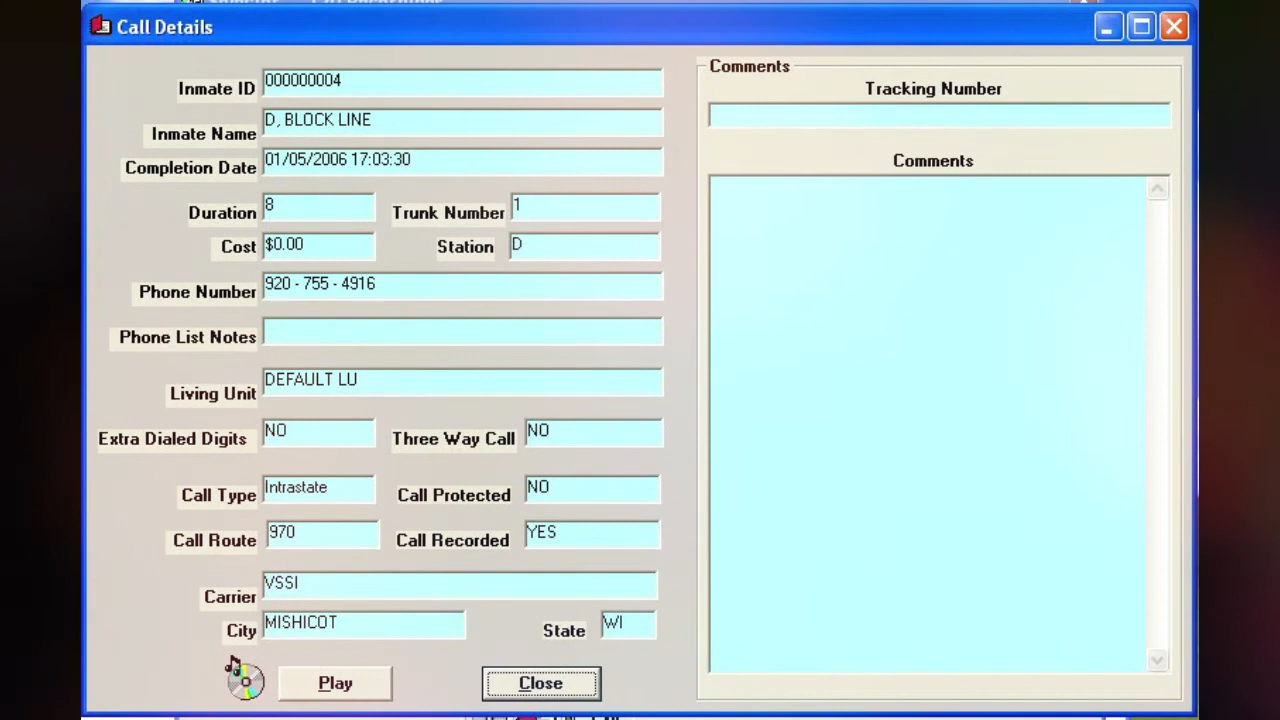 Call Details
Inmate ID 000000004
Inmate Name D, BLOCK LINE
Completion Date 01/05/2006 17:03:30
Duration 8 Trunk Number 1
Cost $0.00 Station D
Phone Number 920 - 755 - 4916
Phone List Notes
Living Unit DEFAULT LU
Extra Dialed Digits NO Three Way Call NO
Call Type Intrastate Call Protected NO
Call Route 970 Call Recorded YES
Carrier VSSI
City MISHICOT State WI
Play Close
Comments
Tracking Number
Comments